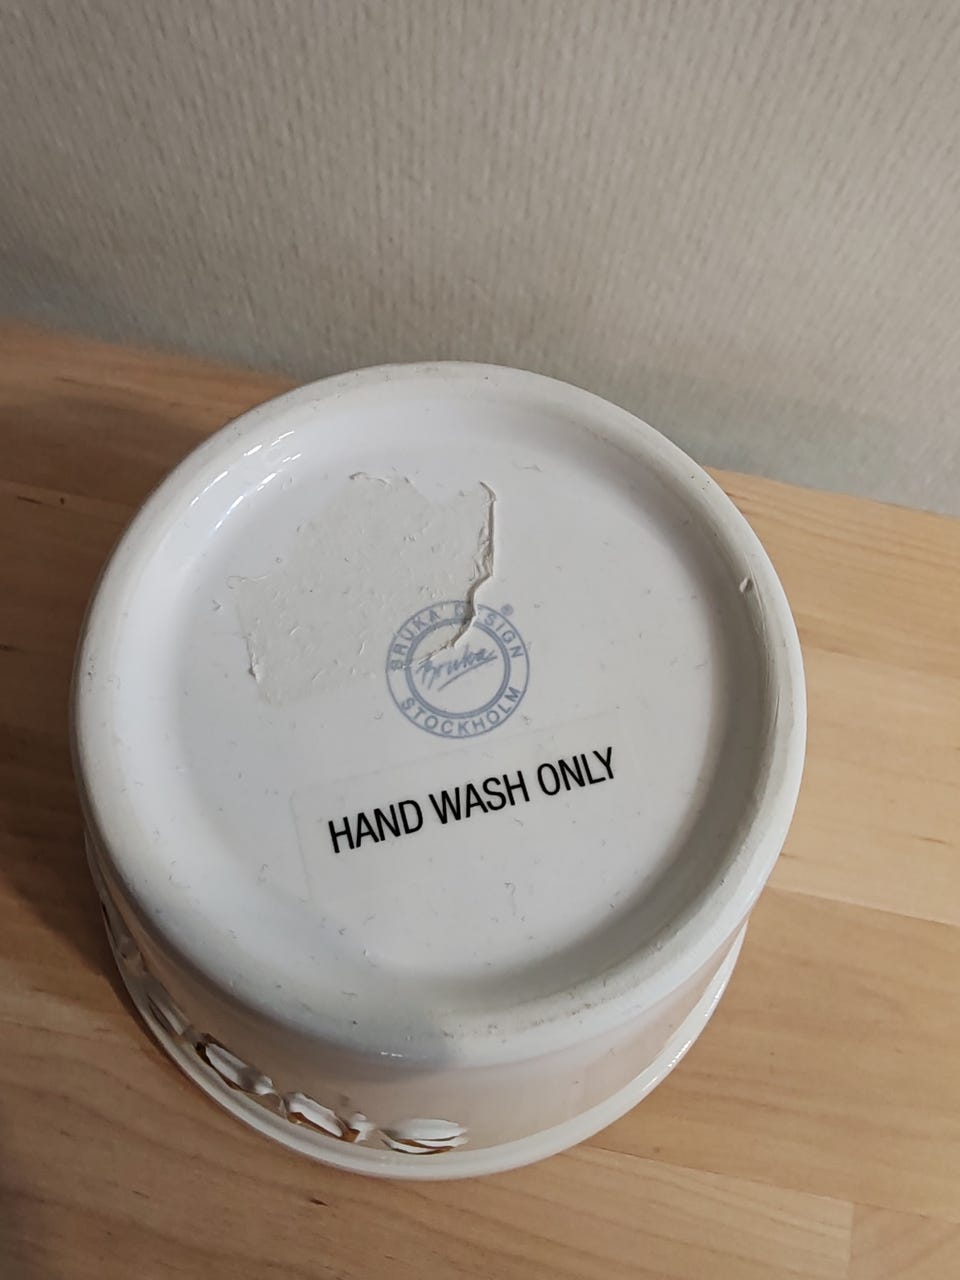 BRUKA DESIGN
®
Bruka
STOCKHOLM
HAND WASH ONLY